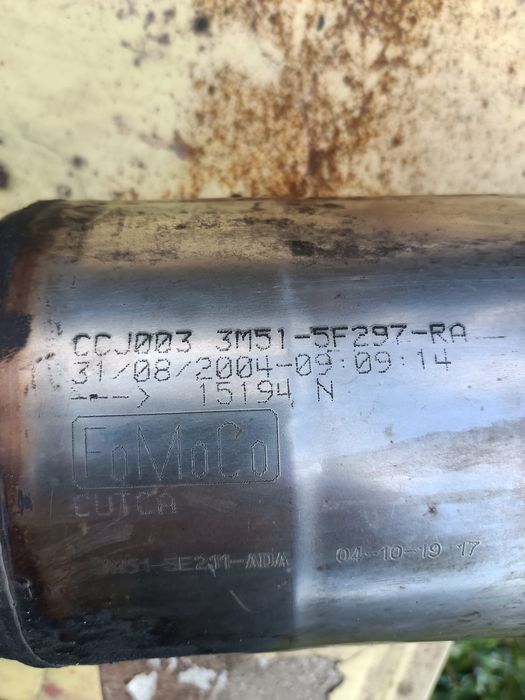 CCJ003 3M51-5F297-RA
31/08/2004-09:09:14
---> 15194 N
FoMoCo
CUTCA
3M51-5E211-ADA 04-10-19 17